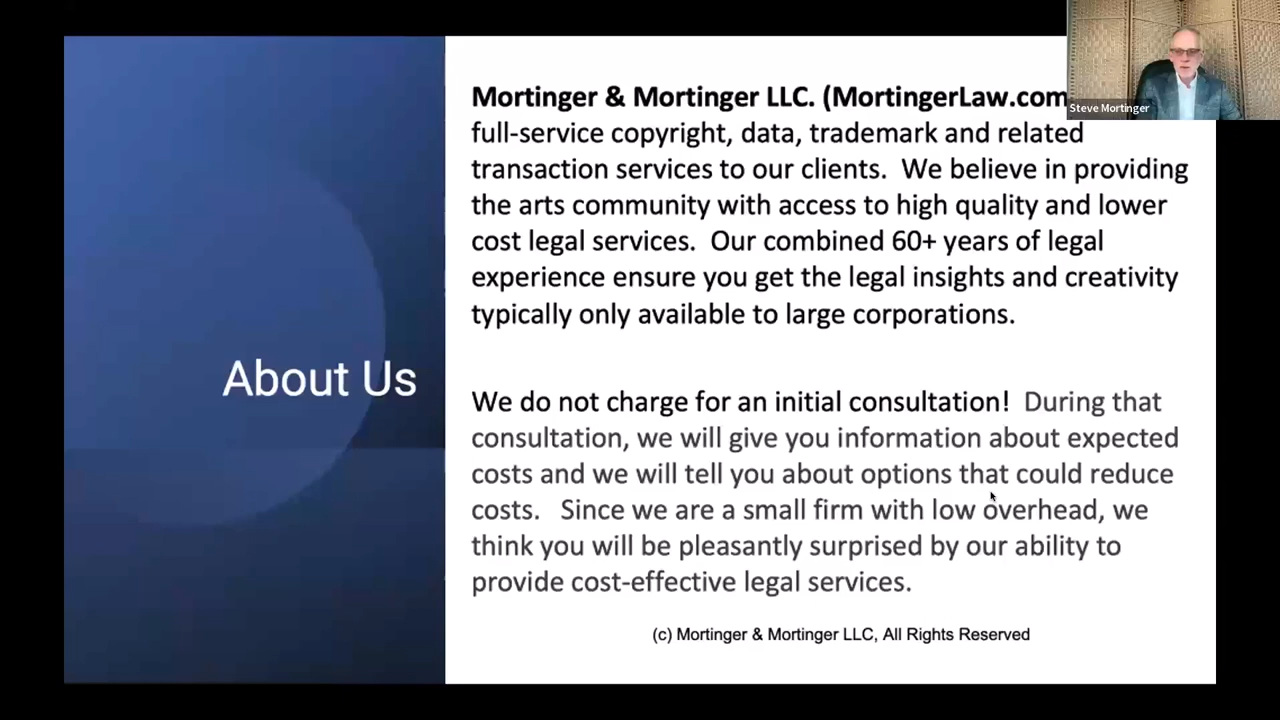 Mortinger & Mortinger LLC. (MortingerLaw.com
full-service copyright, data, trademark and related
transaction services to our clients.  We believe in providing
the arts community with access to high quality and lower
cost legal services.  Our combined 60+ years of legal
experience ensure you get the legal insights and creativity
typically only available to large corporations.
We do not charge for an initial consultation!  During that
consultation, we will give you information about expected
costs and we will tell you about options that could reduce
costs.   Since we are a small firm with low overhead, we
think you will be pleasantly surprised by our ability to
provide cost-effective legal services.
(c) Mortinger & Mortinger LLC, All Rights Reserved
About Us
Steve Mortinger